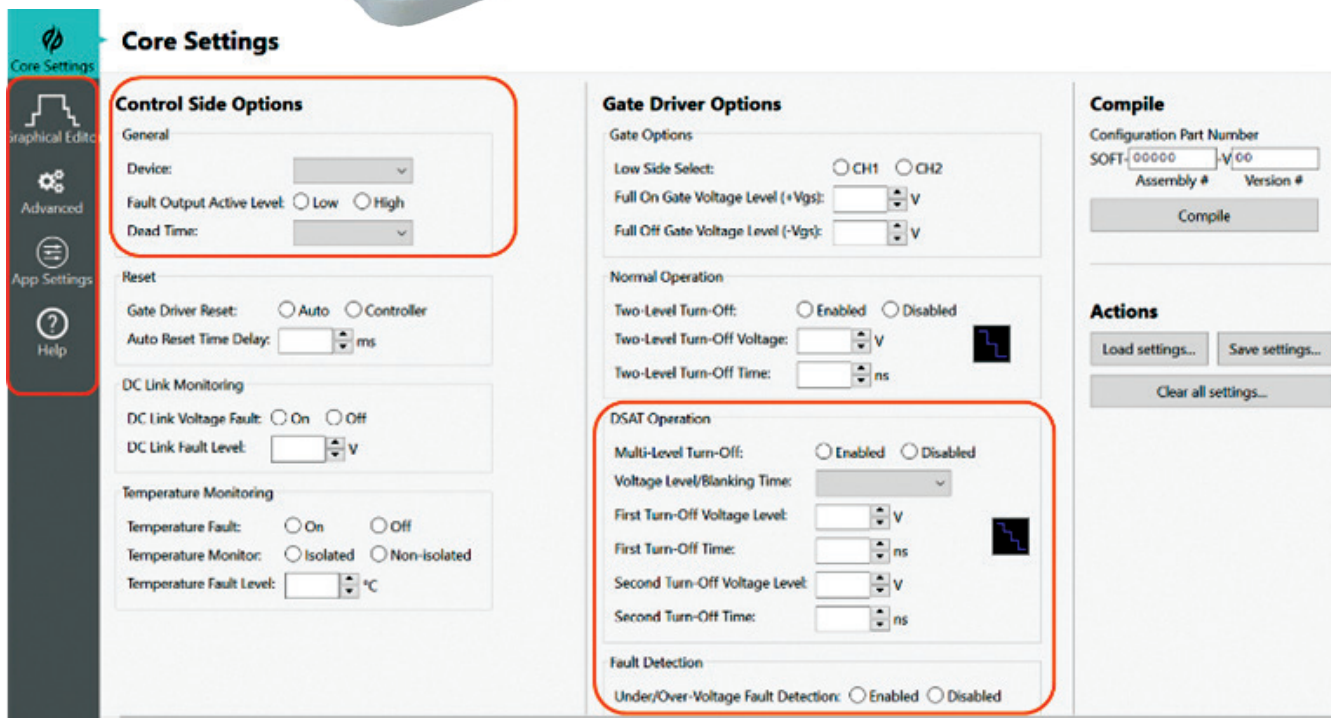 Core Settings
Graphical Edito
Advanced
App Settings
Help
Core Settings
Control Side Options
General
Device:
Fault Output Active Level: Low High
Dead Time:
Reset
Gate Driver Reset: Auto Controller
Auto Reset Time Delay: ms
DC Link Monitoring
DC Link Voltage Fault: On Off
DC Link Fault Level: V
Temperature Monitoring
Temperature Fault: On Off
Temperature Monitor: Isolated Non-isolated
Temperature Fault Level: °C
Gate Driver Options
Gate Options
Low Side Select: CH1 CH2
Full On Gate Voltage Level (+Vgs): V
Full Off Gate Voltage Level (-Vgs): V
Normal Operation
Two-Level Turn-Off: Enabled Disabled
Two-Level Turn-Off Voltage: V
Two-Level Turn-Off Time: ns
DSAT Operation
Multi-Level Turn-Off: Enabled Disabled
Voltage Level/Blanking Time:
First Turn-Off Voltage Level: V
First Turn-Off Time: ns
Second Turn-Off Voltage Level: V
Second Turn-Off Time: ns
Fault Detection
Under/Over-Voltage Fault Detection: Enabled Disabled
Compile
Configuration Part Number
SOFT- 00000 -V 00
Assembly # Version #
Compile
Actions
Load settings... Save settings...
Clear all settings...